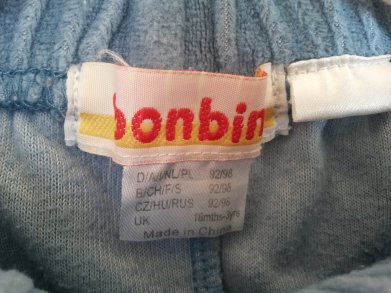 bonbin
D/A/I/NL/PL 92/98
B/CH/F/S 92/98
CZ/HU/RUS 92/98
UK 18mths-3yrs
Made in China